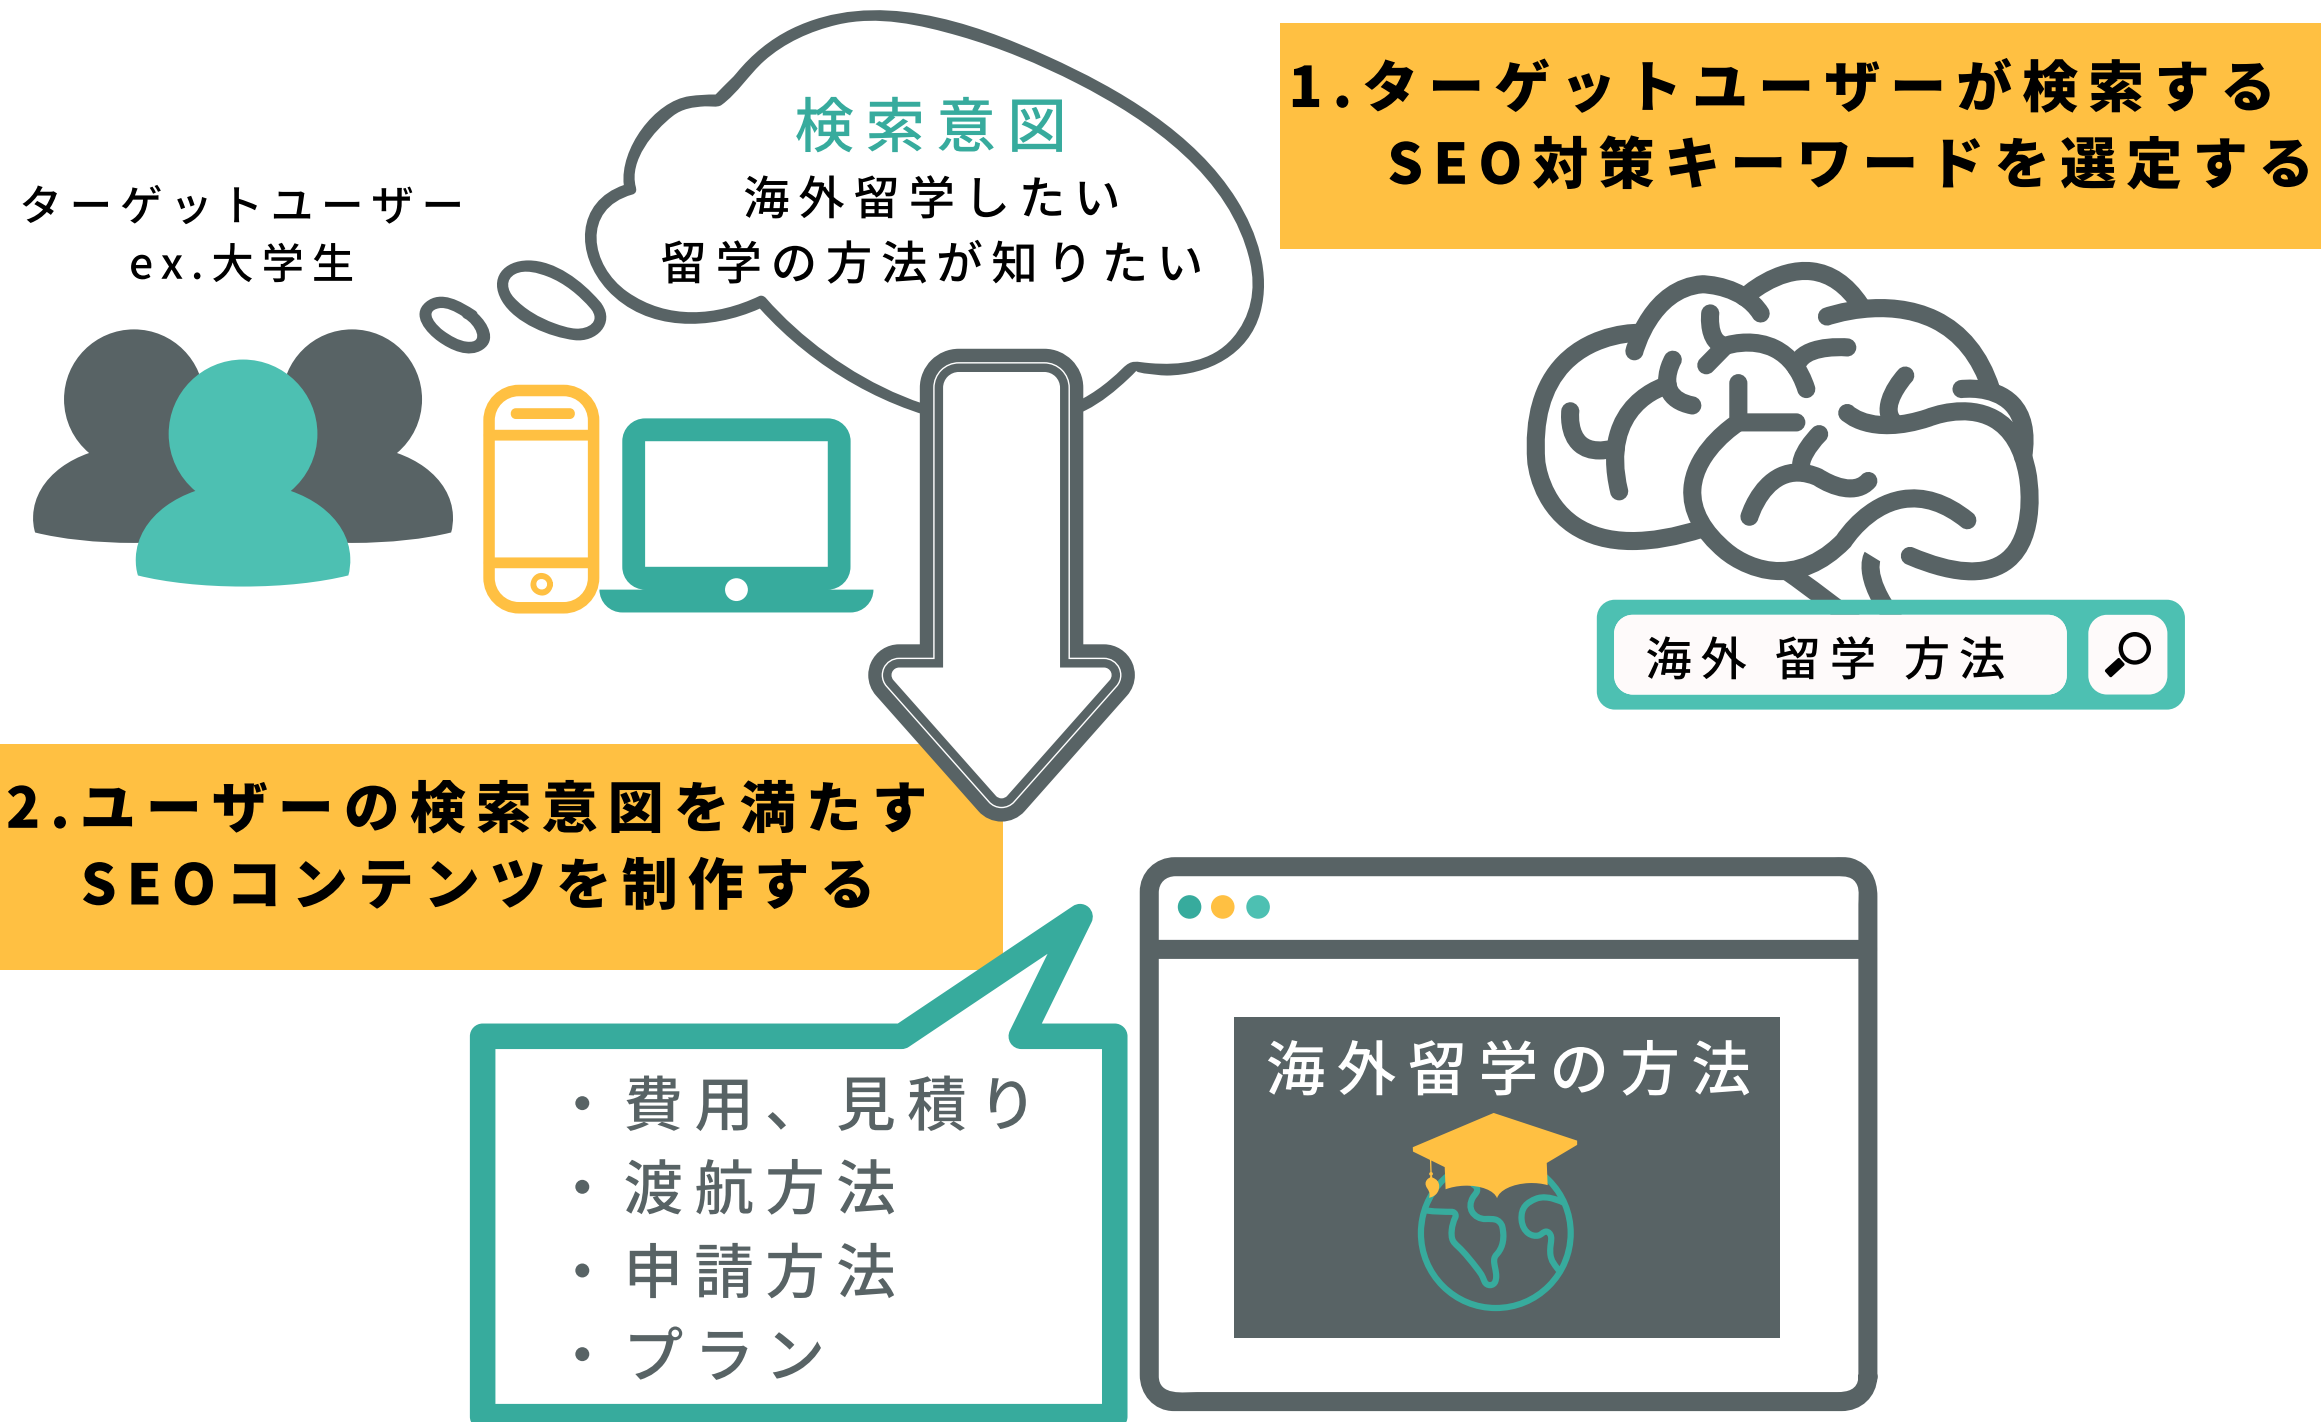 ターゲットユーザー
ex.大学生
検索意図
海外留学したい
留学の方法が知りたい
1.ターゲットユーザーが検索する
SEO対策キーワードを選定する
海外 留学 方法
2.ユーザーの検索意図を満たす
SEOコンテンツを制作する
・費用、見積り
・渡航方法
・申請方法
・プラン
海外留学の方法